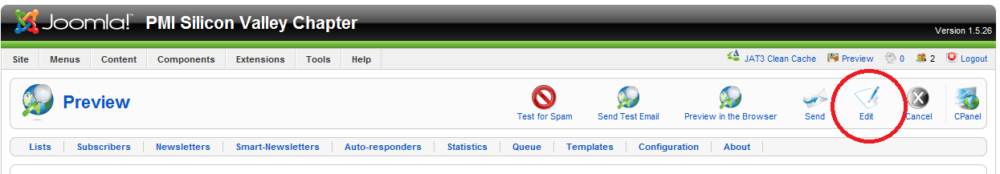 Joomla! PMI Silicon Valley Chapter
Version 1.5.26
Site Menus Content Components Extensions Tools Help JAT3 Clean Cache Preview 0 2 Logout
Preview
Test for Spam Send Test Email Preview in the Browser Send Edit Cancel CPanel
Lists Subscribers Newsletters Smart-Newsletters Auto-responders Statistics Queue Templates Configuration About